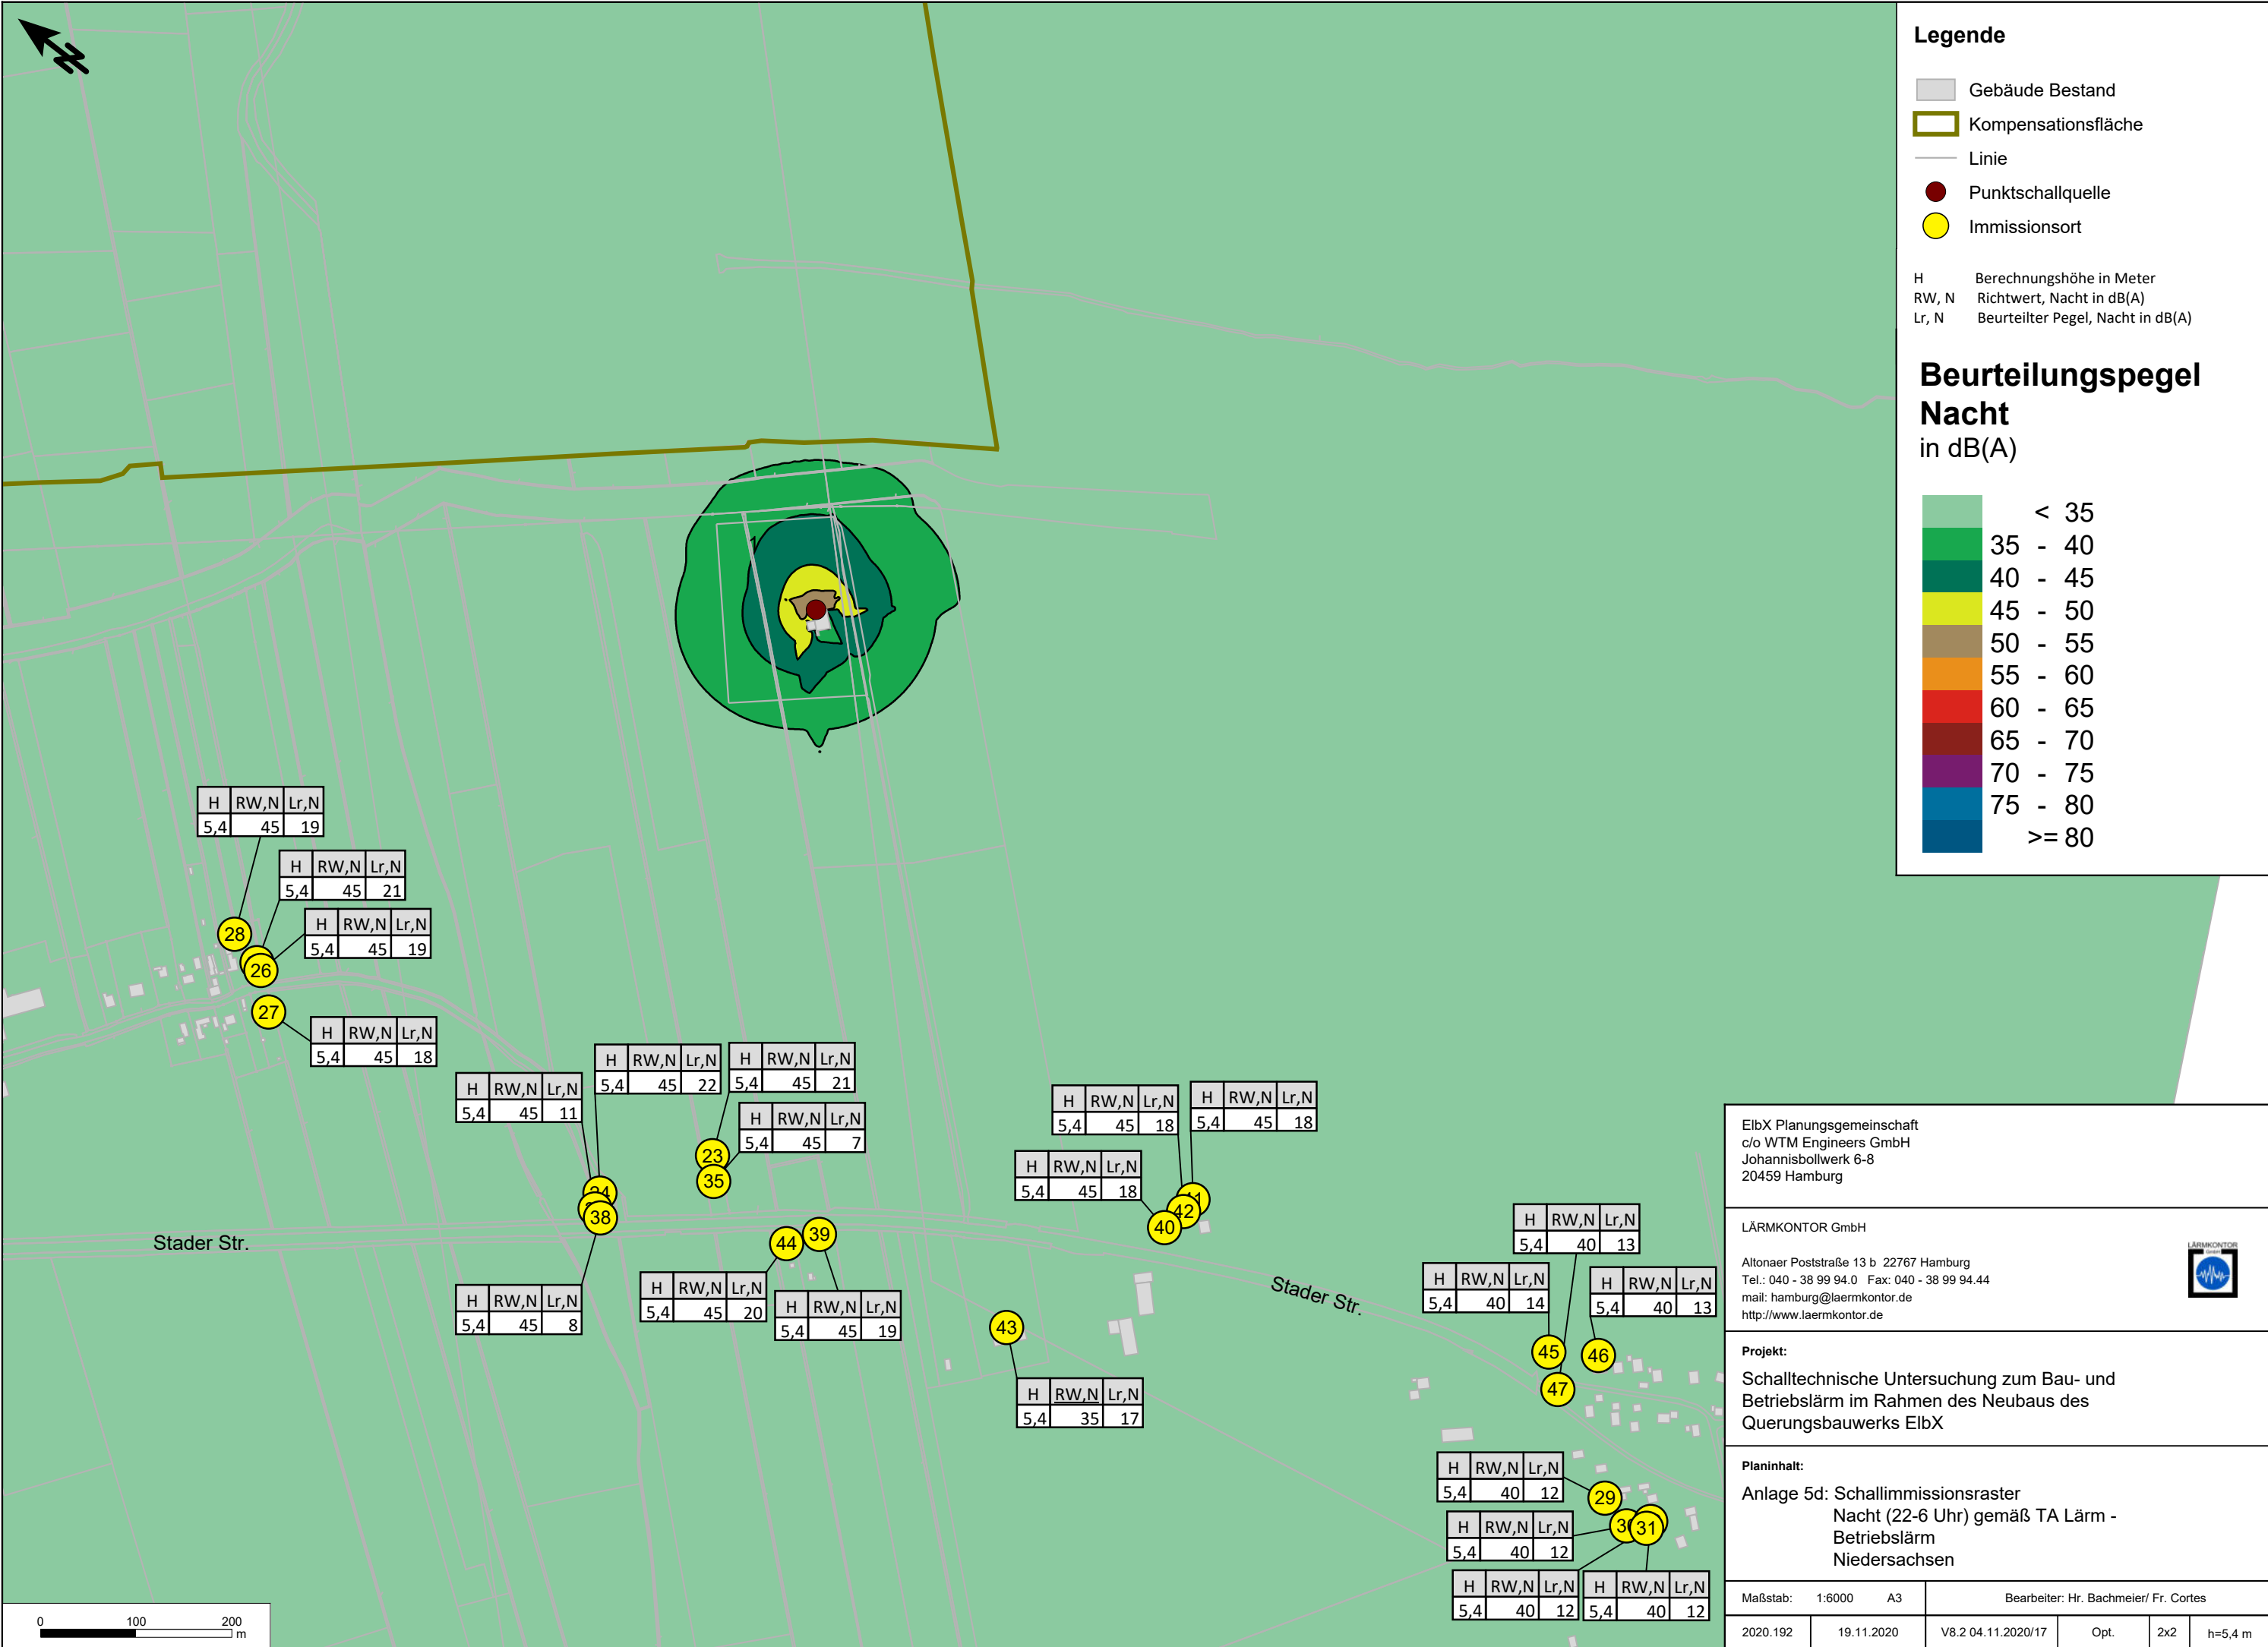 Legende
Gebäude Bestand
Kompensationsfläche
Linie
Punktschallquelle
Immissionsort
H Berechnungshöhe in Meter
RW, N Richtwert, Nacht in dB(A)
Lr, N Beurteilter Pegel, Nacht in dB(A)
Beurteilungspegel
Nacht
in dB(A)
< 35
35 - 40
40 - 45
45 - 50
50 - 55
55 - 60
60 - 65
65 - 70
70 - 75
75 - 80
>= 80
H RW,N Lr,N
5,4 45 19
H RW,N Lr,N
5,4 45 21
H RW,N Lr,N
5,4 45 19
28
26
27
H RW,N Lr,N
5,4 45 18
H RW,N Lr,N
5,4 45 11
H RW,N Lr,N
5,4 45 22
H RW,N Lr,N
5,4 45 21
H RW,N Lr,N
5,4 45 7
23
35
38
H RW,N Lr,N
5,4 45 8
Stader Str.
44
39
H RW,N Lr,N
5,4 45 20
H RW,N Lr,N
5,4 45 19
H RW,N Lr,N
5,4 45 18
H RW,N Lr,N
5,4 45 18
H RW,N Lr,N
5,4 45 18
42
40
43
H RW,N Lr,N
5,4 35 17
Stader Str.
H RW,N Lr,N
5,4 40 13
H RW,N Lr,N
5,4 40 14
H RW,N Lr,N
5,4 40 13
45
46
47
H RW,N Lr,N
5,4 40 12
29
H RW,N Lr,N
5,4 40 12
31
H RW,N Lr,N
5,4 40 12
H RW,N Lr,N
5,4 40 12
0 100 200
m
ElbX Planungsgemeinschaft
c/o WTM Engineers GmbH
Johannisbollwerk 6-8
20459 Hamburg
LÄRMKONTOR GmbH
Altonaer Poststraße 13 b 22767 Hamburg
Tel.: 040 - 38 99 94.0 Fax: 040 - 38 99 94.44
mail: hamburg@laermkontor.de
http://www.laermkontor.de
LÄRMKONTOR
GmbH
Projekt:
Schalltechnische Untersuchung zum Bau- und
Betriebslärm im Rahmen des Neubaus des
Querungsbauwerks ElbX
Planinhalt:
Anlage 5d: Schallimmissionsraster
Nacht (22-6 Uhr) gemäß TA Lärm -
Betriebslärm
Niedersachsen
Maßstab: 1:6000 A3 Bearbeiter: Hr. Bachmeier/ Fr. Cortes
2020.192 19.11.2020 V8.2 04.11.2020/17 Opt. 2x2 h=5,4 m